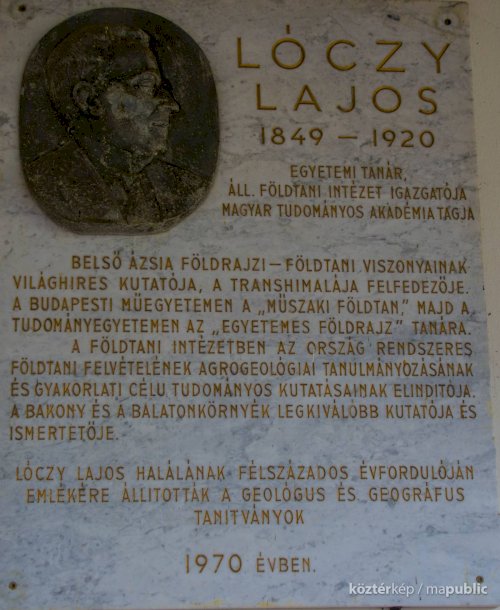 LÓCZY
LAJOS
1849 – 1920
EGYETEMI TANÁR,
ÁLL. FÖLDTANI INTÉZET IGAZGATÓJA
MAGYAR TUDOMÁNYOS AKADÉMIA TAGJA
BELSŐ ÁZSIA FÖLDRAJZI – FÖLDTANI VISZONYAINAK
VILÁGHIRES KUTATÓJA, A TRANSHIMALÁJA FELFEDEZŐJE.
A BUDAPESTI MŰEGYETEMEN A „MŰSZAKI FÖLDTAN," MAJD A
TUDOMÁNYEGYETEMEN AZ „EGYETEMES FÖLDRAJZ" TANÁRA.
A FÖLDTANI INTÉZETBEN AZ ORSZÁG RENDSZERES
FÖLDTANI FELVÉTELÉNEK AGROGEOLÓGIAI TANULMÁNYOZÁSÁNAK
ÉS GYAKORLATI CÉLU TUDOMÁNYOS KUTATÁSAINAK ELINDITÓJA.
A BAKONY ÉS A BALATONKÖRNYÉK LEGKIVÁLÓBB KUTATÓJA ÉS
ISMERTETŐJE.
LÓCZY LAJOS HALÁLÁNAK FÉLSZÁZADOS ÉVFORDULÓJÁN
EMLÉKÉRE ÁLLITOTTÁK A GEOLÓGUS ÉS GEOGRÁFUS
TANITVÁNYOK
1970 ÉVBEN.
köztérkép / mapublic